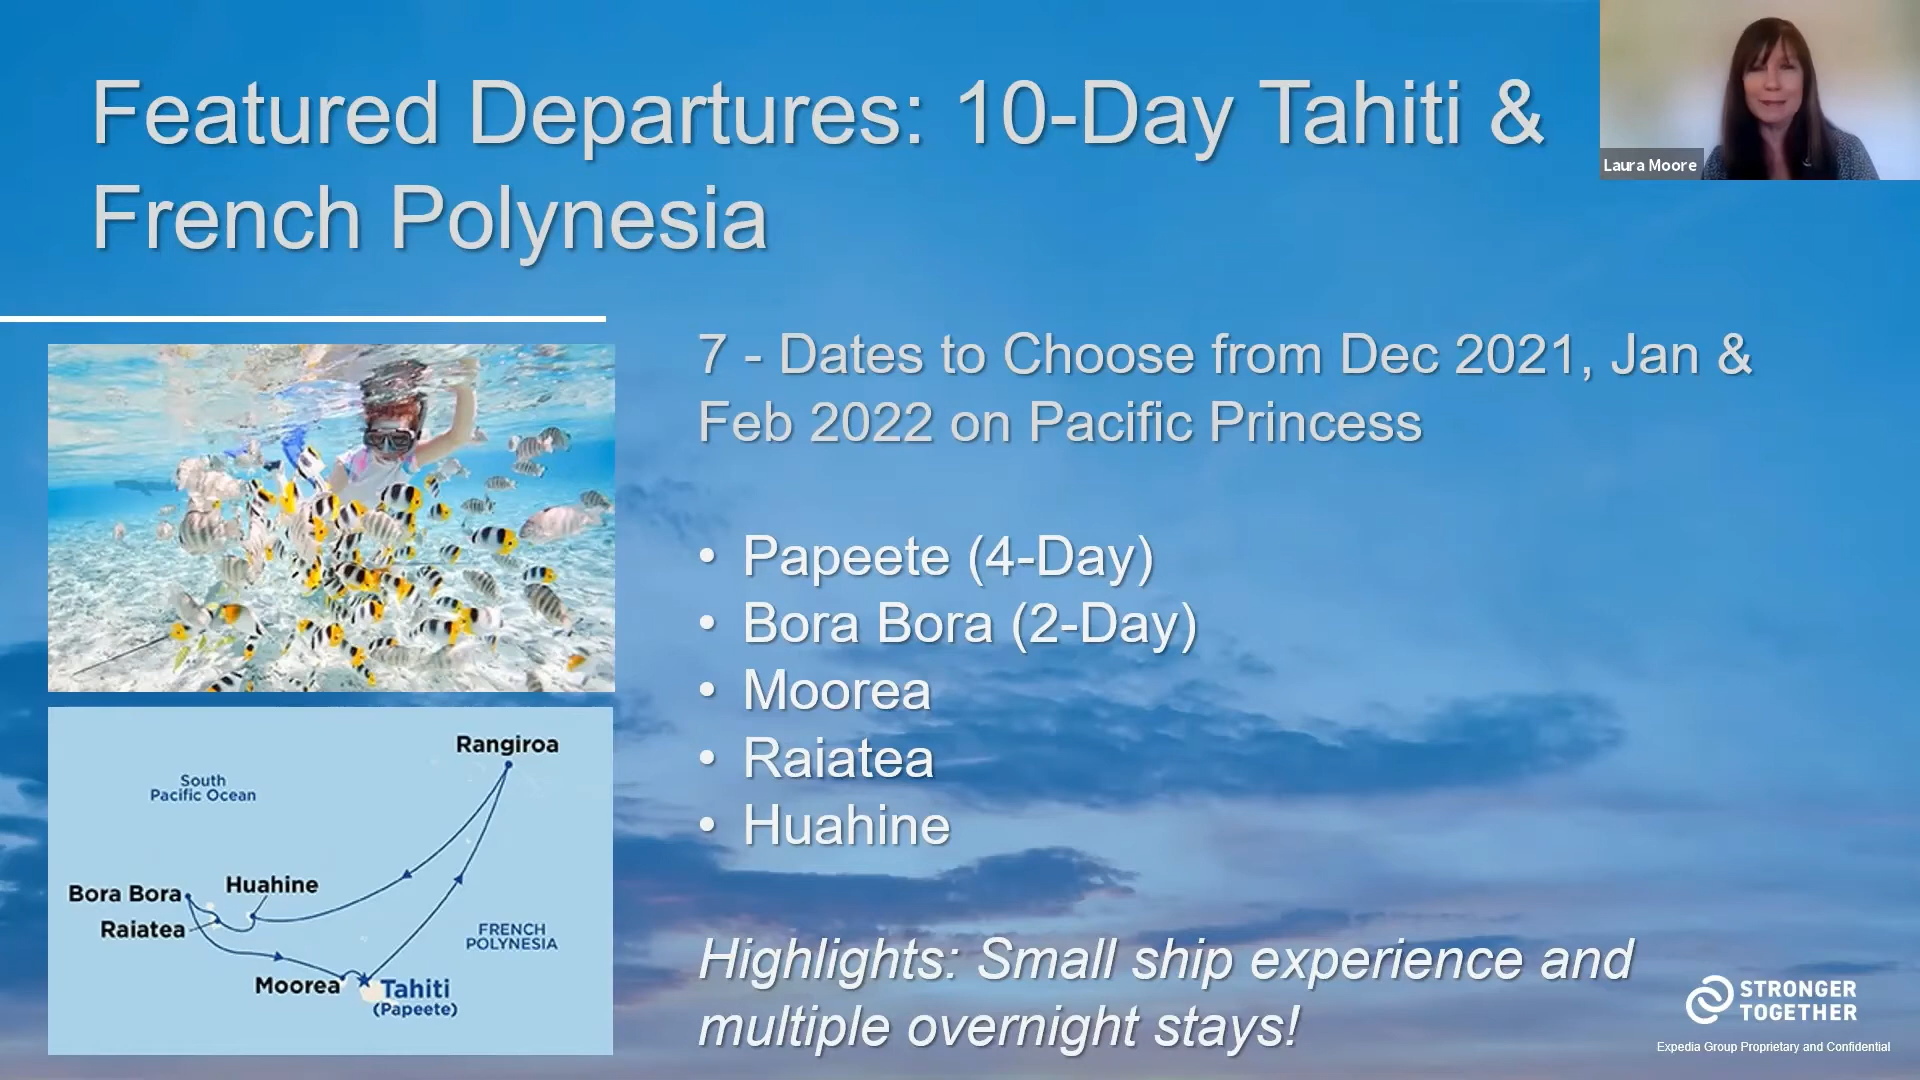 Featured Departures: 10-Day Tahiti &
French Polynesia
Laura Moore
7 - Dates to Choose from Dec 2021, Jan &
Feb 2022 on Pacific Princess
• Papeete (4-Day)
• Bora Bora (2-Day)
• Moorea
• Raiatea
• Huahine
Highlights: Small ship experience and
multiple overnight stays!
Rangiroa
South
Pacific Ocean
Huahine
Bora Bora
Raiatea
FRENCH
POLYNESIA
Moorea
Tahiti
(Papeete)
STRONGER
TOGETHER
Expedia Group Proprietary and Confidential